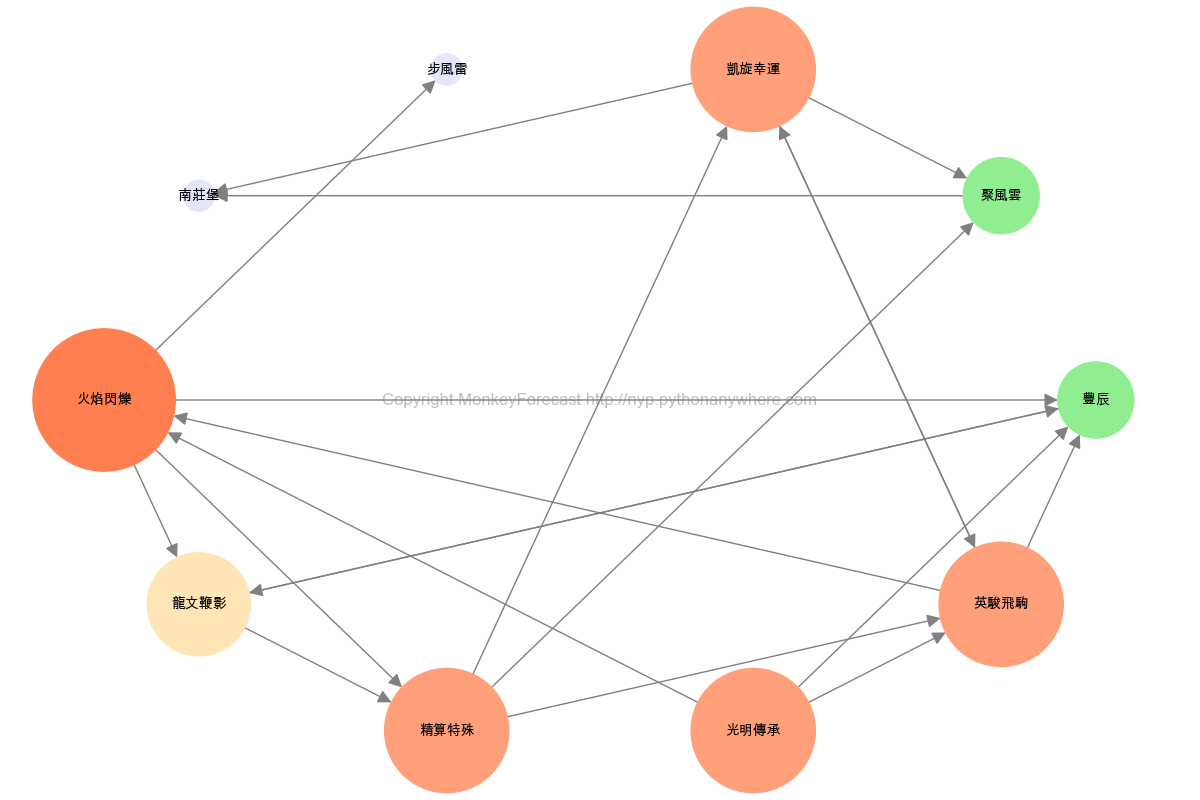 步風雷
凱旋幸運
南莊堡
聚風雲
火焰閃爍
Copyright MonkeyForecast http://nyp.pythonanywhere.com
豐辰
龍文鞭影
英駿飛駒
精算特殊
光明傳承